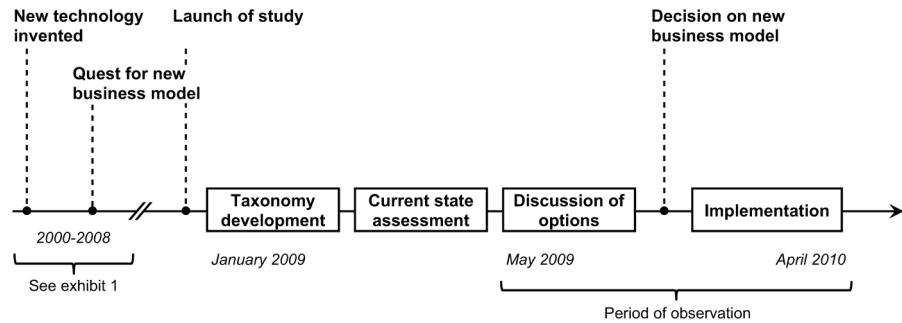 New technology
invented
Launch of study
Decision on new
business model
Quest for new
business model
Taxonomy
development
Current state
assessment
Discussion of
options
Implementation
2000-2008
January 2009
May 2009
April 2010
See exhibit 1
Period of observation